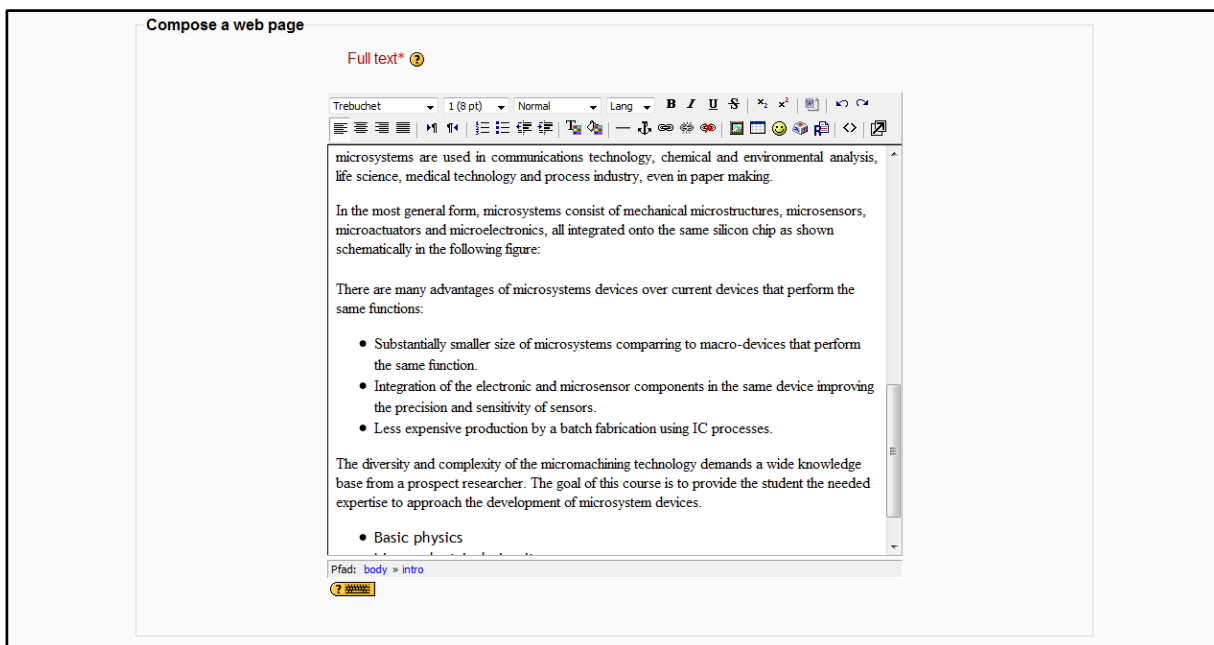 Compose a web page
Full text*
Trebuchet 1 (8 pt) Normal Lang B I U S x₂ x²
microsystems are used in communications technology, chemical and environmental analysis,
life science, medical technology and process industry, even in paper making.
In the most general form, microsystems consist of mechanical microstructures, microsensors,
microactuators and microelectronics, all integrated onto the same silicon chip as shown
schematically in the following figure:
There are many advantages of microsystems devices over current devices that perform the
same functions:
• Substantially smaller size of microsystems comparring to macro-devices that perform
the same function.
• Integration of the electronic and microsensor components in the same device improving
the precision and sensitivity of sensors.
• Less expensive production by a batch fabrication using IC processes.
The diversity and complexity of the micromachining technology demands a wide knowledge
base from a prospect researcher. The goal of this course is to provide the student the needed
expertise to approach the development of microsystem devices.
• Basic physics
Pfad: body » intro
?